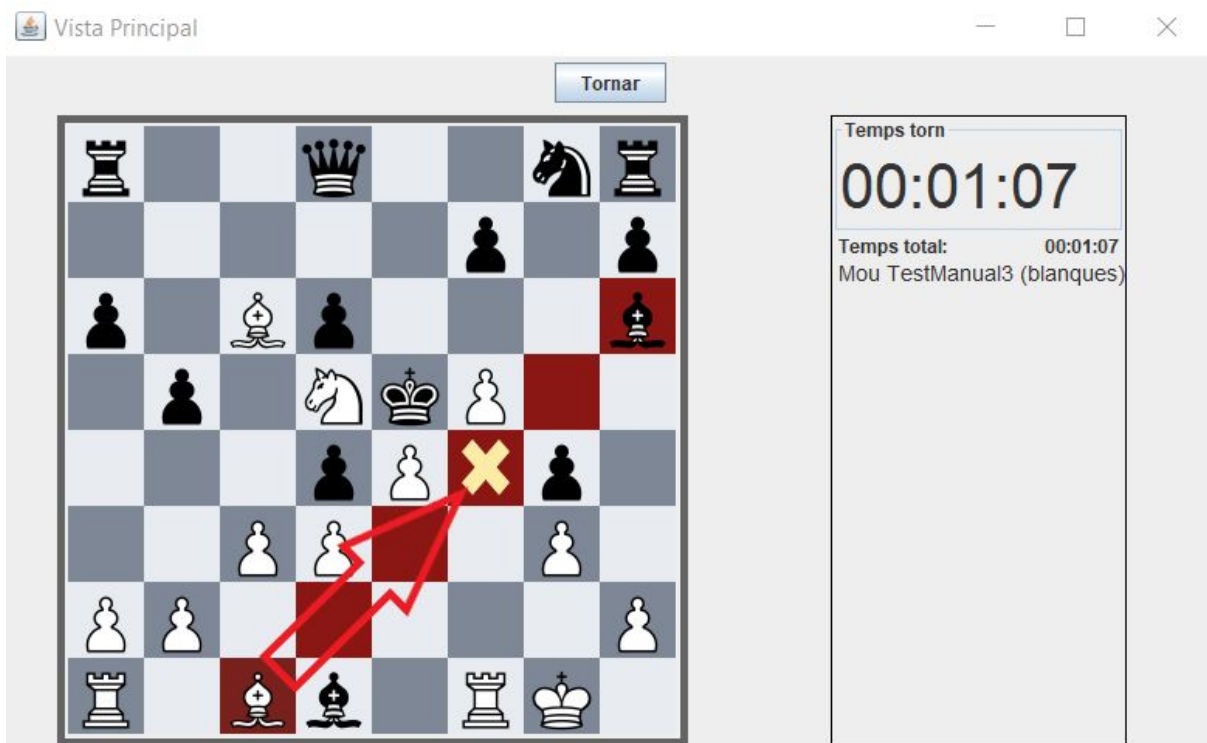 Vista Principal
Tornar
Temps torn
00:01:07
Temps total: 00:01:07
Mou TestManual3 (blanques)